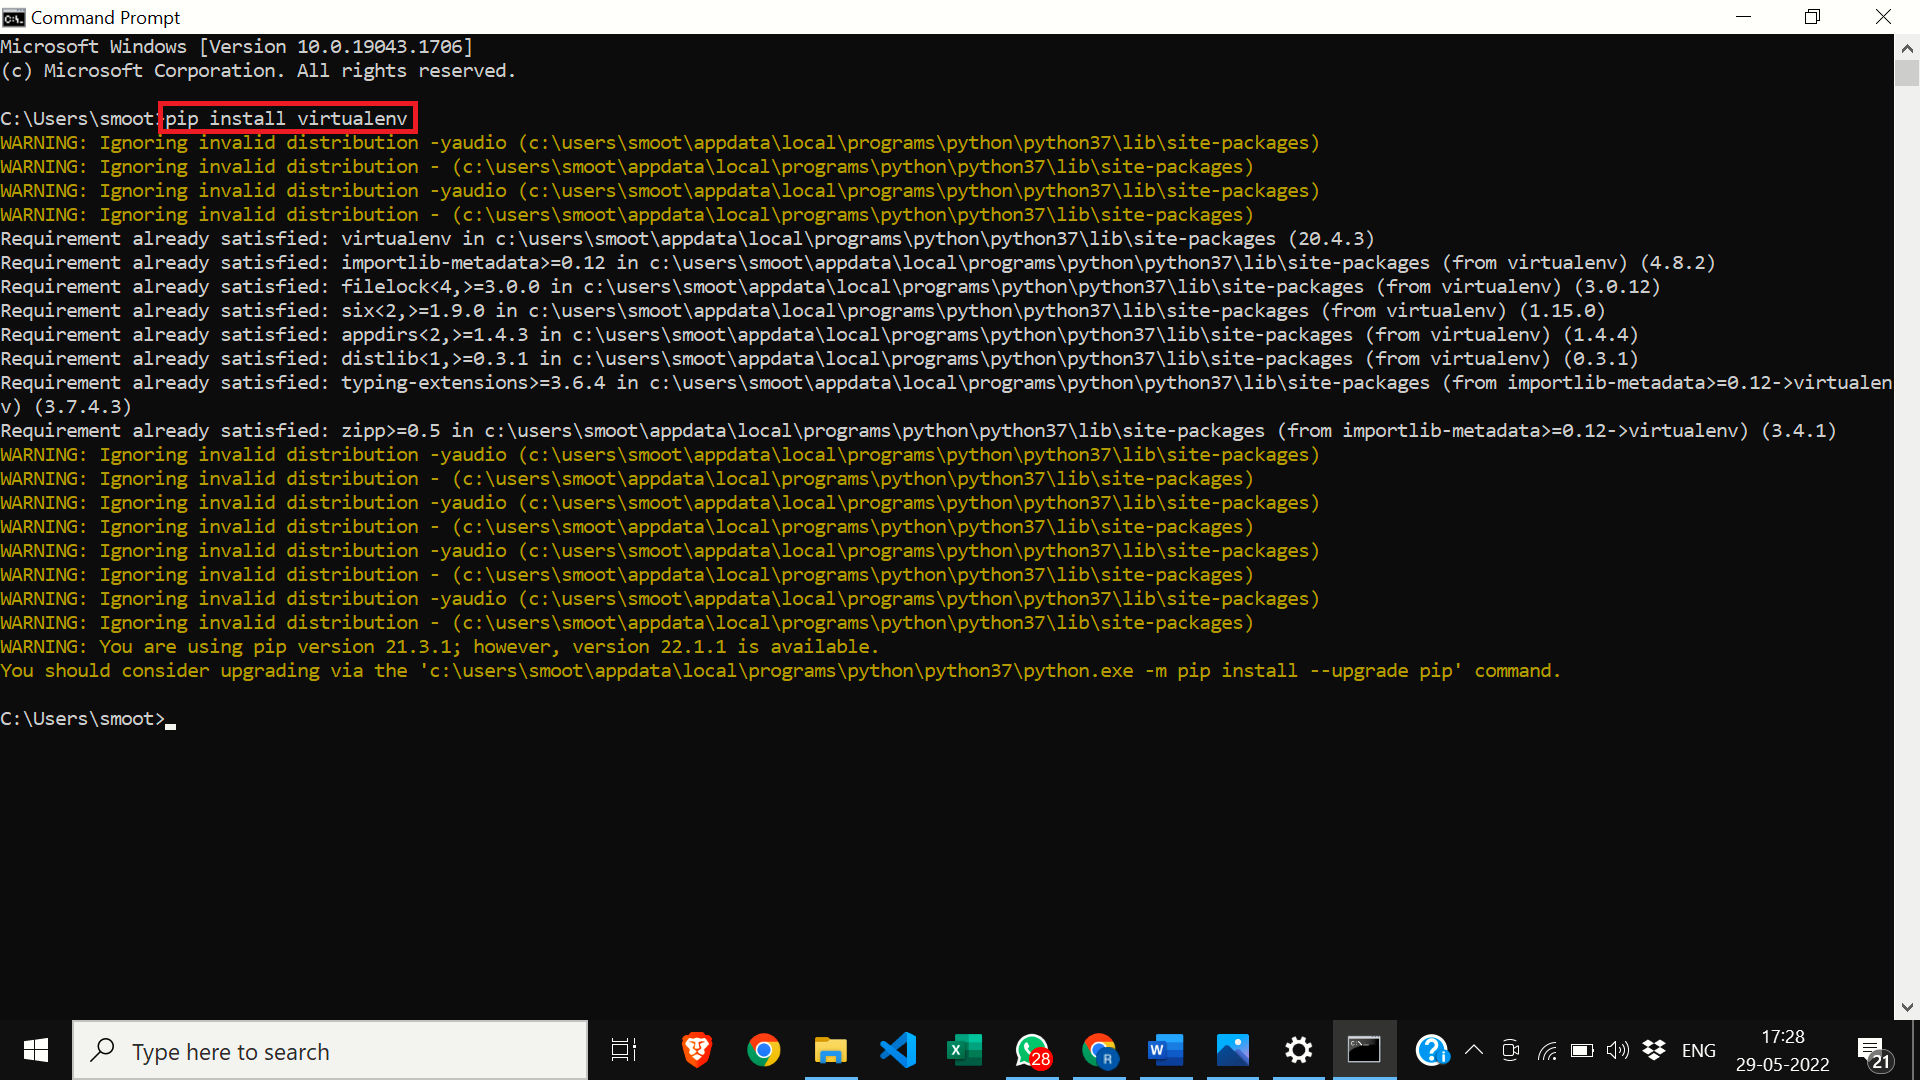 Command Prompt
Microsoft Windows [Version 10.0.19043.1706]
(c) Microsoft Corporation. All rights reserved.
C:\Users\smoot>pip install virtualenv
WARNING: Ignoring invalid distribution -yaudio (c:\users\smoot\appdata\local\programs\python\python37\lib\site-packages)
WARNING: Ignoring invalid distribution - (c:\users\smoot\appdata\local\programs\python\python37\lib\site-packages)
WARNING: Ignoring invalid distribution -yaudio (c:\users\smoot\appdata\local\programs\python\python37\lib\site-packages)
WARNING: Ignoring invalid distribution - (c:\users\smoot\appdata\local\programs\python\python37\lib\site-packages)
Requirement already satisfied: virtualenv in c:\users\smoot\appdata\local\programs\python\python37\lib\site-packages (20.4.3)
Requirement already satisfied: importlib-metadata>=0.12 in c:\users\smoot\appdata\local\programs\python\python37\lib\site-packages (from virtualenv) (4.8.2)
Requirement already satisfied: filelock<4,>=3.0.0 in c:\users\smoot\appdata\local\programs\python\python37\lib\site-packages (from virtualenv) (3.0.12)
Requirement already satisfied: six<2,>=1.9.0 in c:\users\smoot\appdata\local\programs\python\python37\lib\site-packages (from virtualenv) (1.15.0)
Requirement already satisfied: appdirs<2,>=1.4.3 in c:\users\smoot\appdata\local\programs\python\python37\lib\site-packages (from virtualenv) (1.4.4)
Requirement already satisfied: distlib<1,>=0.3.1 in c:\users\smoot\appdata\local\programs\python\python37\lib\site-packages (from virtualenv) (0.3.1)
Requirement already satisfied: typing-extensions>=3.6.4 in c:\users\smoot\appdata\local\programs\python\python37\lib\site-packages (from importlib-metadata>=0.12->virtualen
v) (3.7.4.3)
Requirement already satisfied: zipp>=0.5 in c:\users\smoot\appdata\local\programs\python\python37\lib\site-packages (from importlib-metadata>=0.12->virtualenv) (3.4.1)
WARNING: Ignoring invalid distribution -yaudio (c:\users\smoot\appdata\local\programs\python\python37\lib\site-packages)
WARNING: Ignoring invalid distribution - (c:\users\smoot\appdata\local\programs\python\python37\lib\site-packages)
WARNING: Ignoring invalid distribution -yaudio (c:\users\smoot\appdata\local\programs\python\python37\lib\site-packages)
WARNING: Ignoring invalid distribution - (c:\users\smoot\appdata\local\programs\python\python37\lib\site-packages)
WARNING: Ignoring invalid distribution -yaudio (c:\users\smoot\appdata\local\programs\python\python37\lib\site-packages)
WARNING: Ignoring invalid distribution - (c:\users\smoot\appdata\local\programs\python\python37\lib\site-packages)
WARNING: Ignoring invalid distribution -yaudio (c:\users\smoot\appdata\local\programs\python\python37\lib\site-packages)
WARNING: Ignoring invalid distribution - (c:\users\smoot\appdata\local\programs\python\python37\lib\site-packages)
WARNING: You are using pip version 21.3.1; however, version 22.1.1 is available.
You should consider upgrading via the 'c:\users\smoot\appdata\local\programs\python\python37\python.exe -m pip install --upgrade pip' command.
C:\Users\smoot>
Type here to search
28
R
ENG
17:28
29-05-2022
21